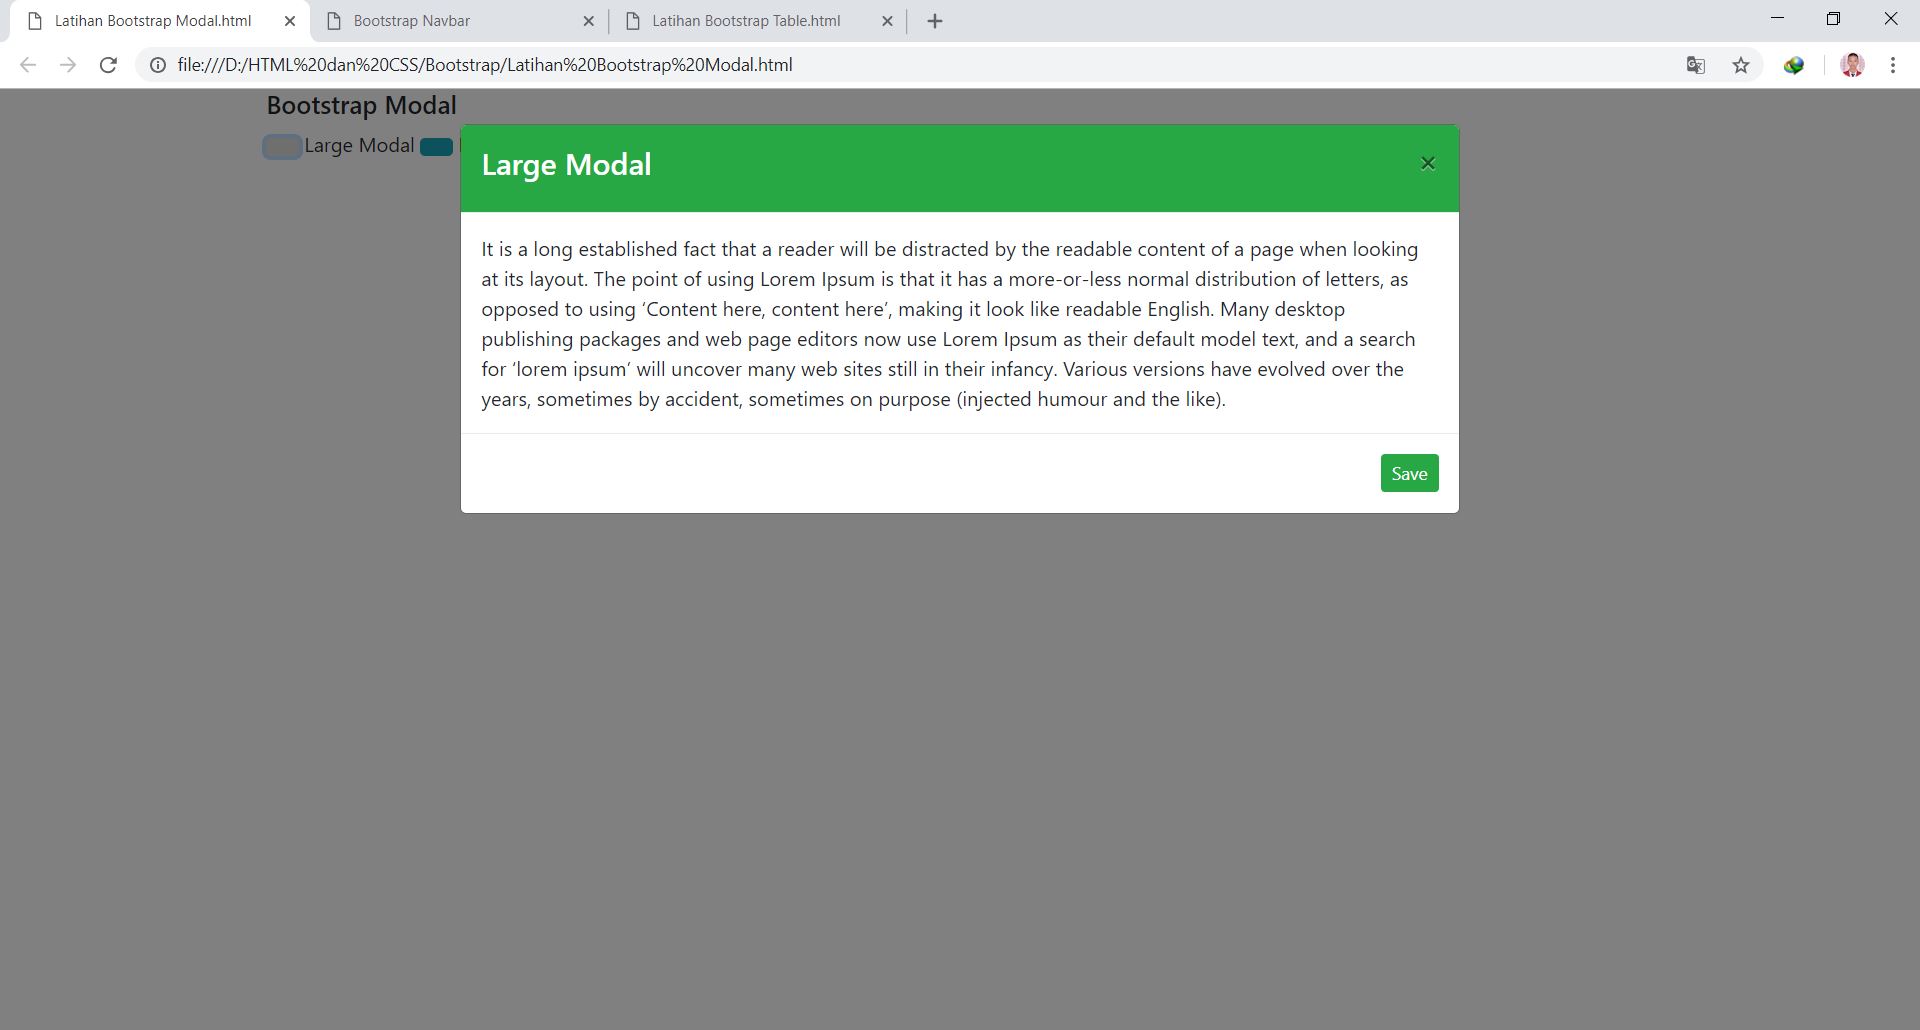 Latihan Bootstrap Modal.html
Bootstrap Navbar
Latihan Bootstrap Table.html
file:///D:/HTML%20dan%20CSS/Bootstrap/Latihan%20Bootstrap%20Modal.html
Bootstrap Modal
Large Modal
Large Modal
×
It is a long established fact that a reader will be distracted by the readable content of a page when looking
at its layout. The point of using Lorem Ipsum is that it has a more-or-less normal distribution of letters, as
opposed to using ‘Content here, content here’, making it look like readable English. Many desktop
publishing packages and web page editors now use Lorem Ipsum as their default model text, and a search
for ‘lorem ipsum’ will uncover many web sites still in their infancy. Various versions have evolved over the
years, sometimes by accident, sometimes on purpose (injected humour and the like).
Save